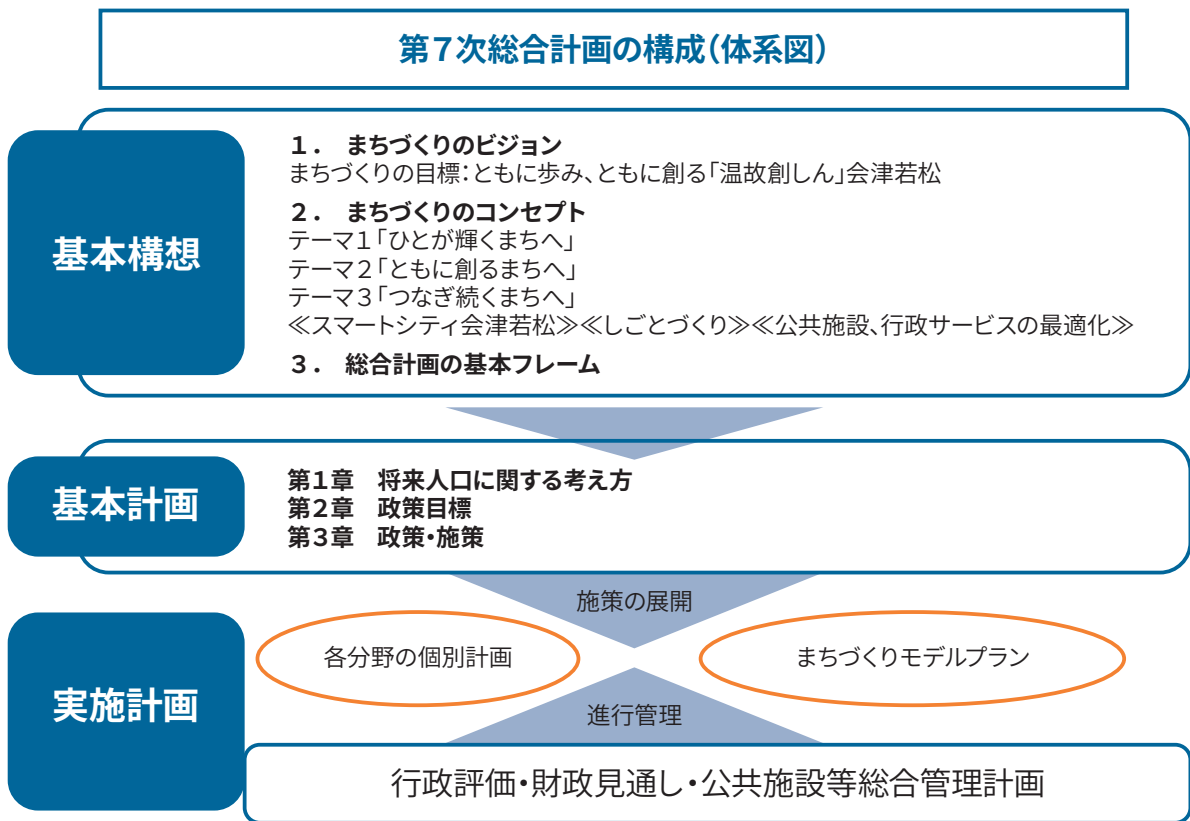 第７次総合計画の構成（体系図）
基本構想
１． まちづくりのビジョン
まちづくりの目標：ともに歩み、ともに創る「温故創しん」会津若松
２． まちづくりのコンセプト
テーマ１「ひとが輝くまちへ」
テーマ２「ともに創るまちへ」
テーマ３「つなぎ続くまちへ」
≪スマートシティ会津若松≫≪しごとづくり≫≪公共施設、行政サービスの最適化≫
３． 総合計画の基本フレーム
基本計画
第１章　将来人口に関する考え方
第２章　政策目標
第３章　政策・施策
施策の展開
実施計画
各分野の個別計画
まちづくりモデルプラン
進行管理
行政評価・財政見通し・公共施設等総合管理計画